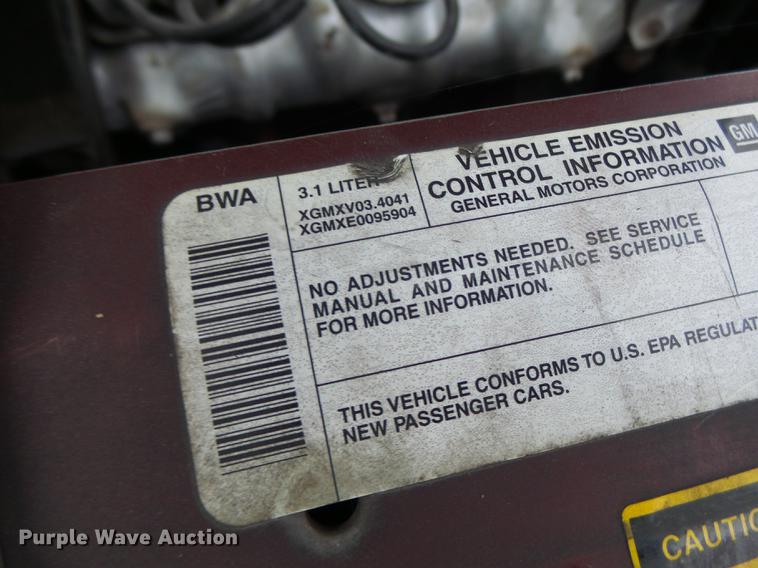 BWA
3.1 LITER
XGMXV03.4041
XGMXE0095904
VEHICLE EMISSION
CONTROL INFORMATION
GENERAL MOTORS CORPORATION
GM
NO ADJUSTMENTS NEEDED. SEE SERVICE
MANUAL AND MAINTENANCE SCHEDULE
FOR MORE INFORMATION.
THIS VEHICLE CONFORMS TO U.S. EPA REGULAT
NEW PASSENGER CARS.
CAUTIO
Purple Wave Auction